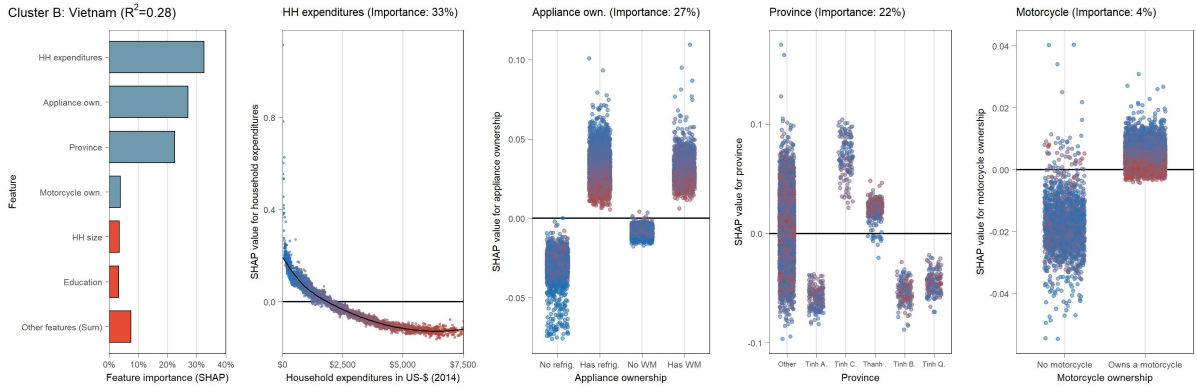 Cluster B: Vietnam (R²=0.28)
Feature
HH expenditures
Appliance own.
Province
Motorcycle own.
HH size
Education
Other features (Sum)
0% 10% 20% 30% 40%
Feature importance (SHAP)
HH expenditures (Importance: 33%)
SHAP value for household expenditures
0.8
0.4
0.0
$0 $2,500 $5,000 $7,500
Household expenditures in US-$ (2014)
Appliance own. (Importance: 27%)
SHAP value for appliance ownership
0.10
0.05
0.00
-0.05
No refrig. Has refrig. No WM Has WM
Appliance ownership
Province (Importance: 22%)
SHAP value for province
0.1
0.0
-0.1
Other Tinh A. Tinh C. Thanh . Tinh B. Tinh Q.
Province
Motorcycle (Importance: 4%)
SHAP value for motorcycle ownership
0.04
0.02
0.00
-0.02
-0.04
No motorcycle Owns a motorcycle
Motorcycle ownership